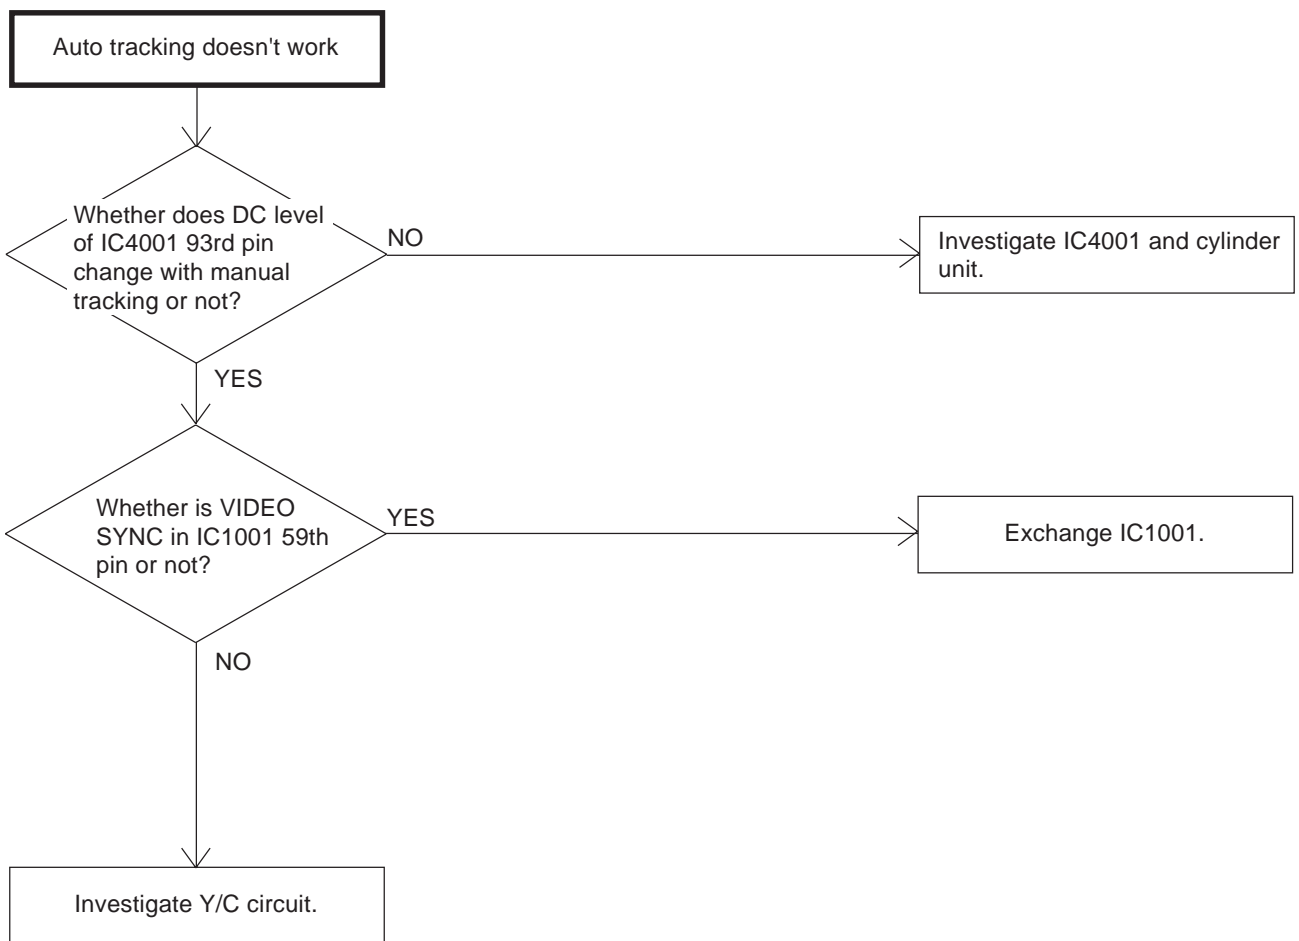 Auto tracking doesn't work
Whether does DC level
of IC4001 93rd pin
change with manual
tracking or not?
NO
Investigate IC4001 and cylinder
unit.
YES
Whether is VIDEO
SYNC in IC1001 59th
pin or not?
YES
Exchange IC1001.
NO
Investigate Y/C circuit.